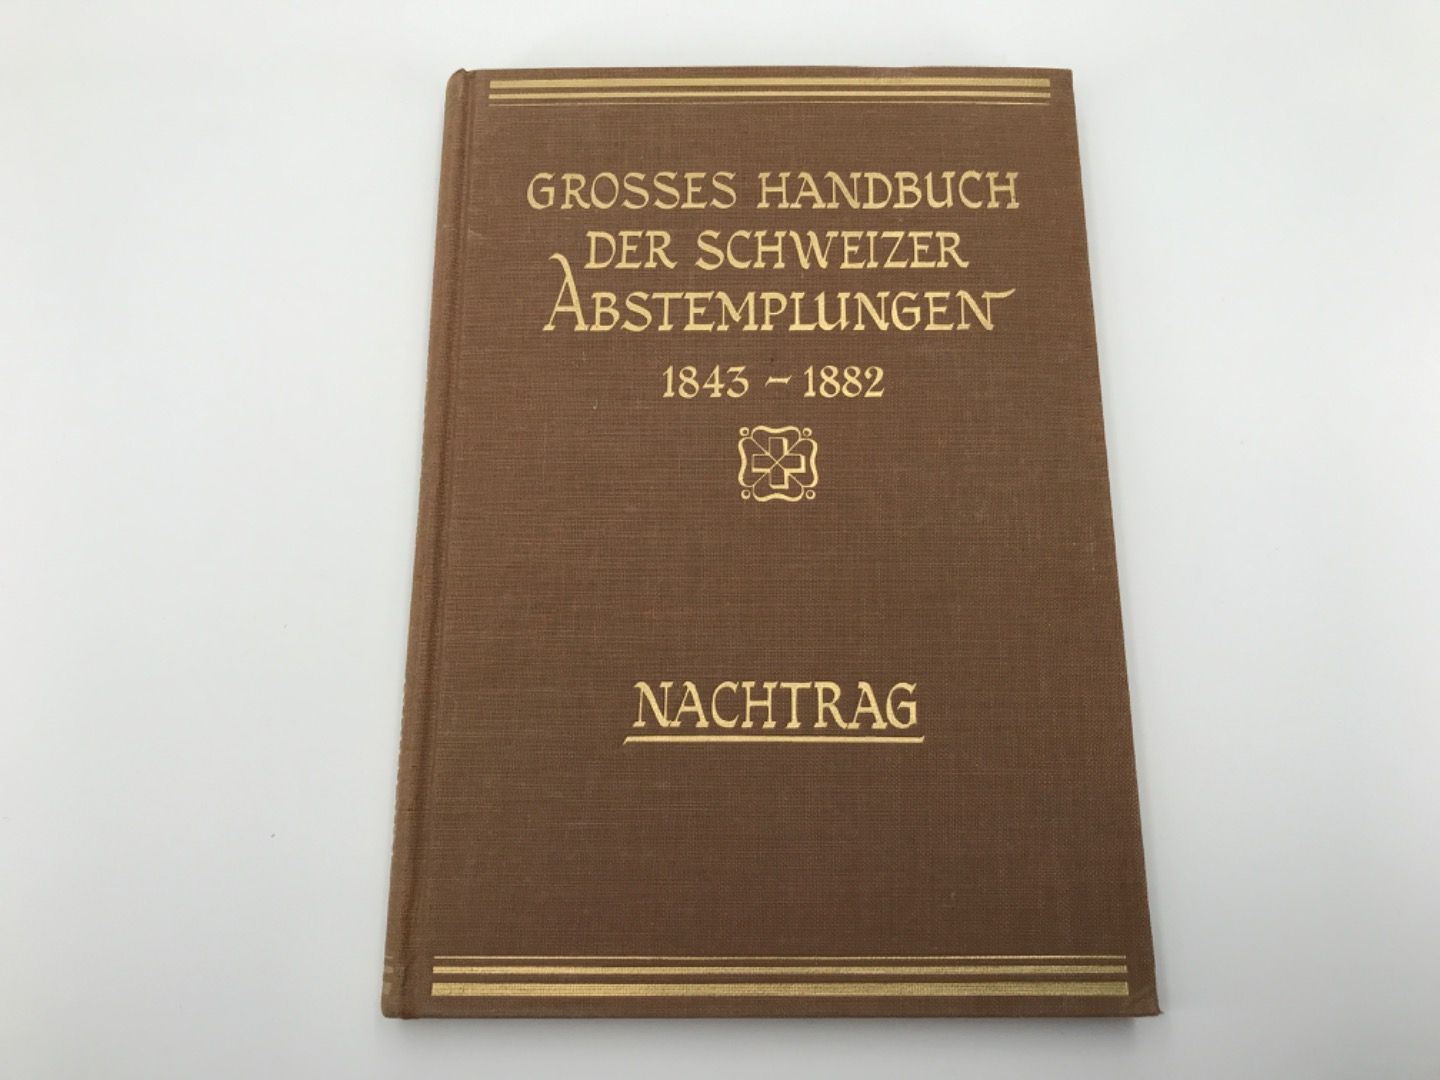 GROSSES HANDBUCH
DER SCHWEIZER
ABSTEMPLUNGEN
1843 - 1882
NACHTRAG